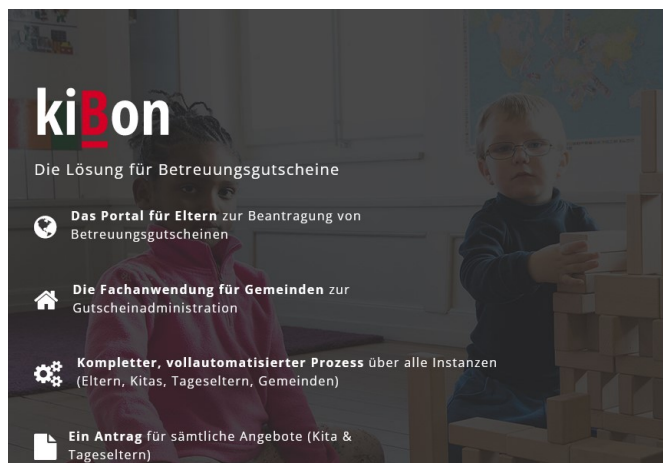 kiBon
Die Lösung für Betreuungsgutscheine
Das Portal für Eltern zur Beantragung von
Betreuungsgutscheinen
Die Fachanwendung für Gemeinden zur
Gutscheinadministration
Kompletter, vollautomatisierter Prozess über alle Instanzen
(Eltern, Kitas, Tageseltern, Gemeinden)
Ein Antrag für sämtliche Angebote (Kita &
Tageseltern)